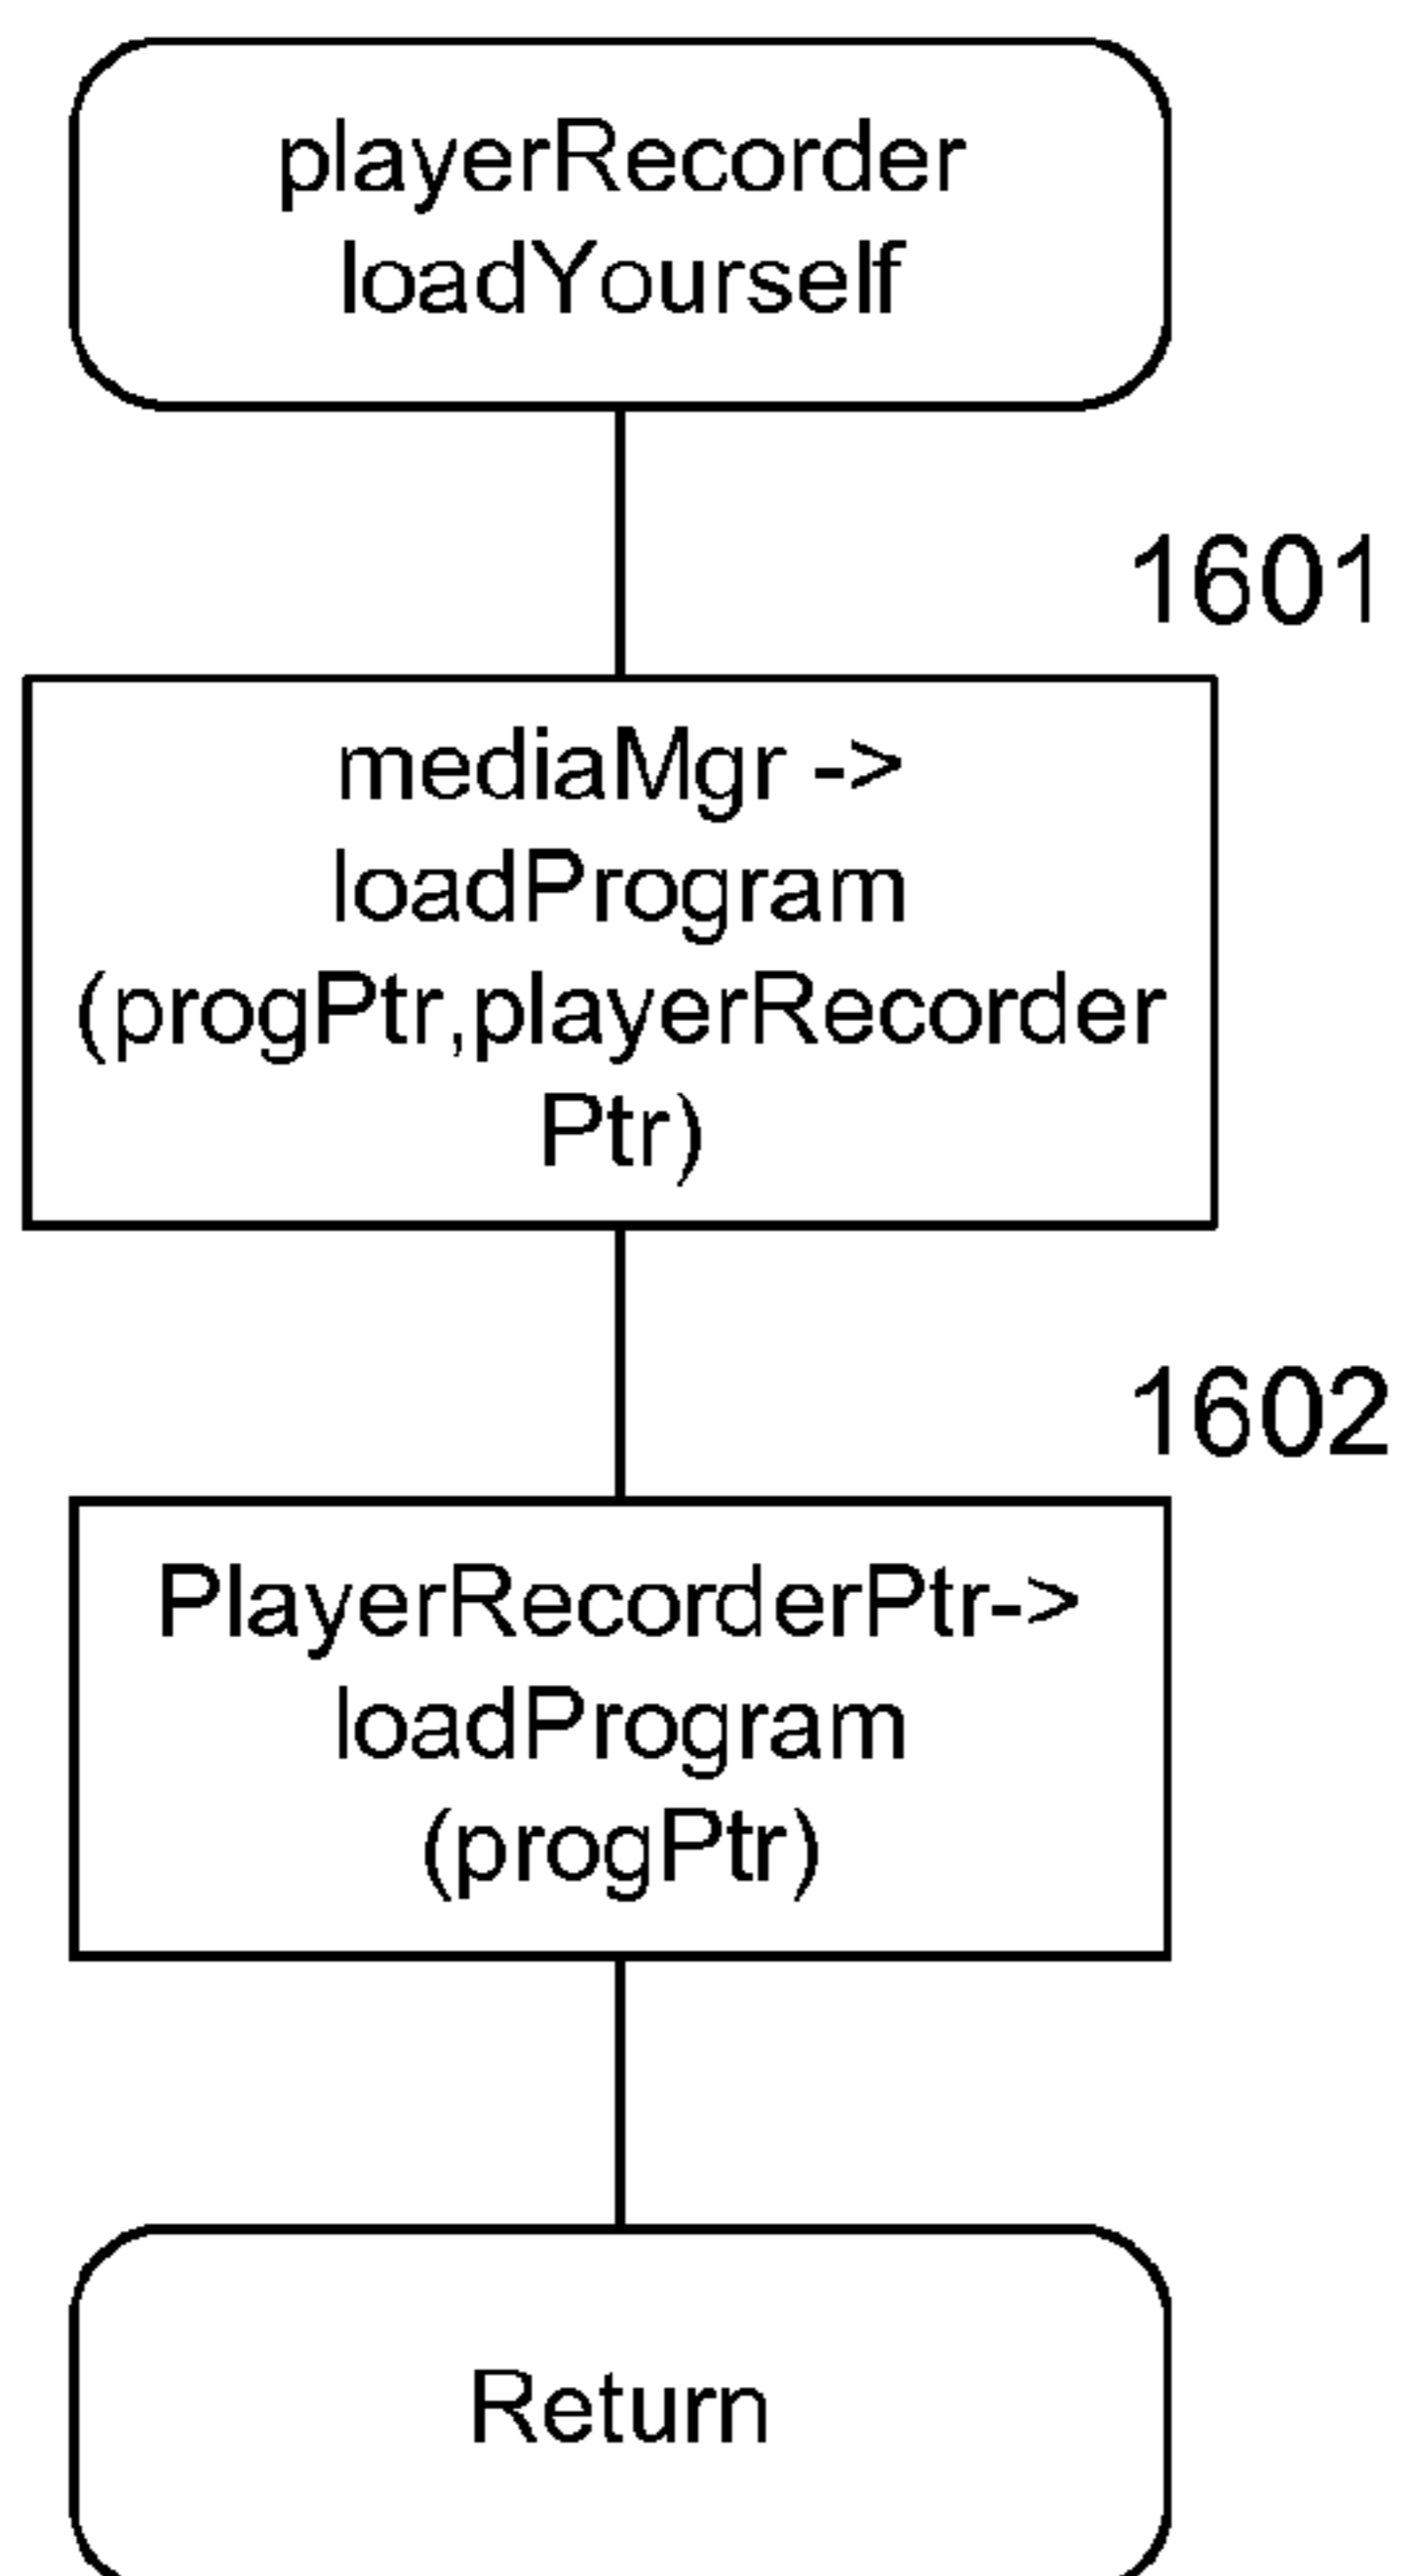 playerRecorder
loadYourself
1601
mediaMgr ->
loadProgram
(progPtr,playerRecorder
Ptr)
1602
PlayerRecorderPtr->
loadProgram
(progPtr)
Return